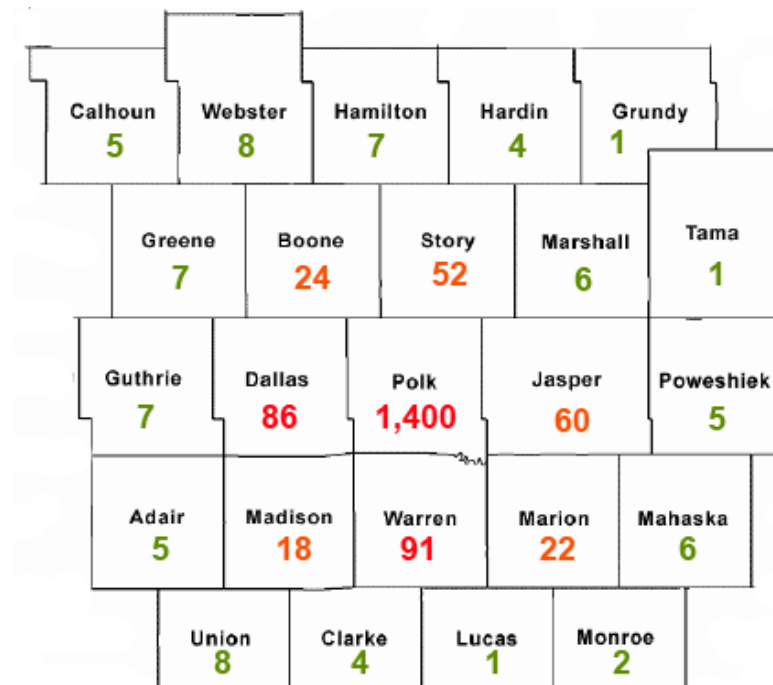 Calhoun
5
Webster
8
Hamilton
7
Hardin
4
Grundy
1
Greene
7
Boone
24
Story
52
Marshall
6
Tama
1
Guthrie
7
Dallas
86
Polk
1,400
Jasper
60
Poweshiek
5
Adair
5
Madison
18
Warren
91
Marion
22
Mahaska
6
Union
8
Clarke
4
Lucas
1
Monroe
2